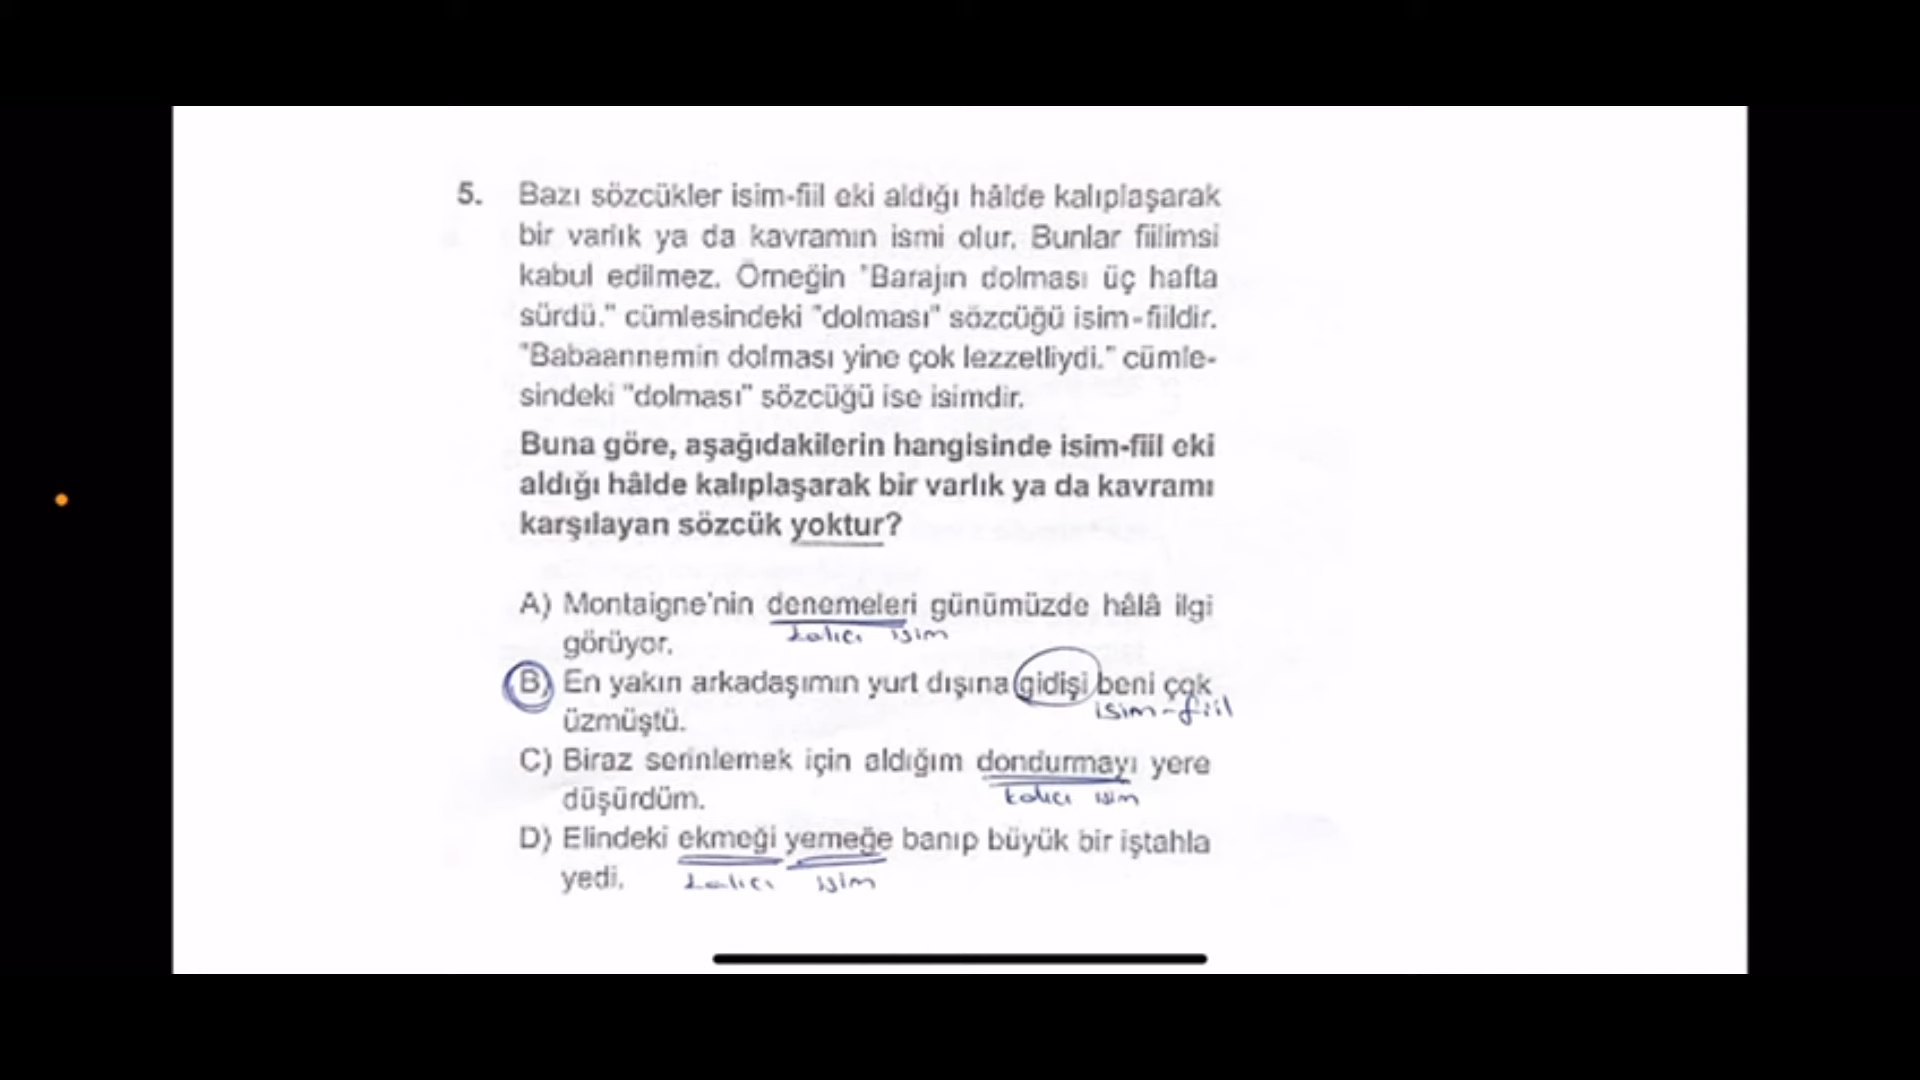 5. Bazı sözcükler isim-fiil eki aldığı hâlde kalıplaşarak
bir varlık ya da kavramın ismi olur. Bunlar fiilimsi
kabul edilmez. Örneğin "Barajın dolması üç hafta
sürdü." cümlesindeki "dolması" sözcüğü isim-fiildir.
"Babaannemin dolması yine çok lezzetliydi." cümle-
sindeki "dolması" sözcüğü ise isimdir.
Buna göre, aşağıdakilerin hangisinde isim-fiil eki
aldığı hâlde kalıplaşarak bir varlık ya da kavramı
karşılayan sözcük yoktur?
A) Montaigne'nin denemeleri günümüzde hâlâ ilgi
kalıcı isim
görüyor.
B) En yakın arkadaşımın yurt dışına gidişi beni çok
isim-fiil
üzmüştü.
C) Biraz serinlemek için aldığım dondurmayı yere
kalıcı isim
düşürdüm.
D) Elindeki ekmeği yemeğe banıp büyük bir iştahla
yedi.
kalıcı isim